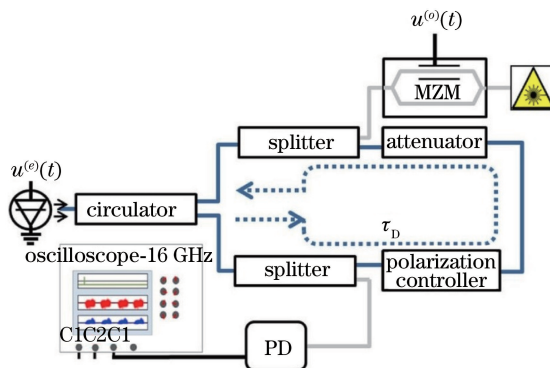 u(o)(t)
MZM
splitter
attenuator
u(e)(t)
circulator
τD
oscilloscope-16 GHz
splitter
polarization
controller
C1C2C1
PD